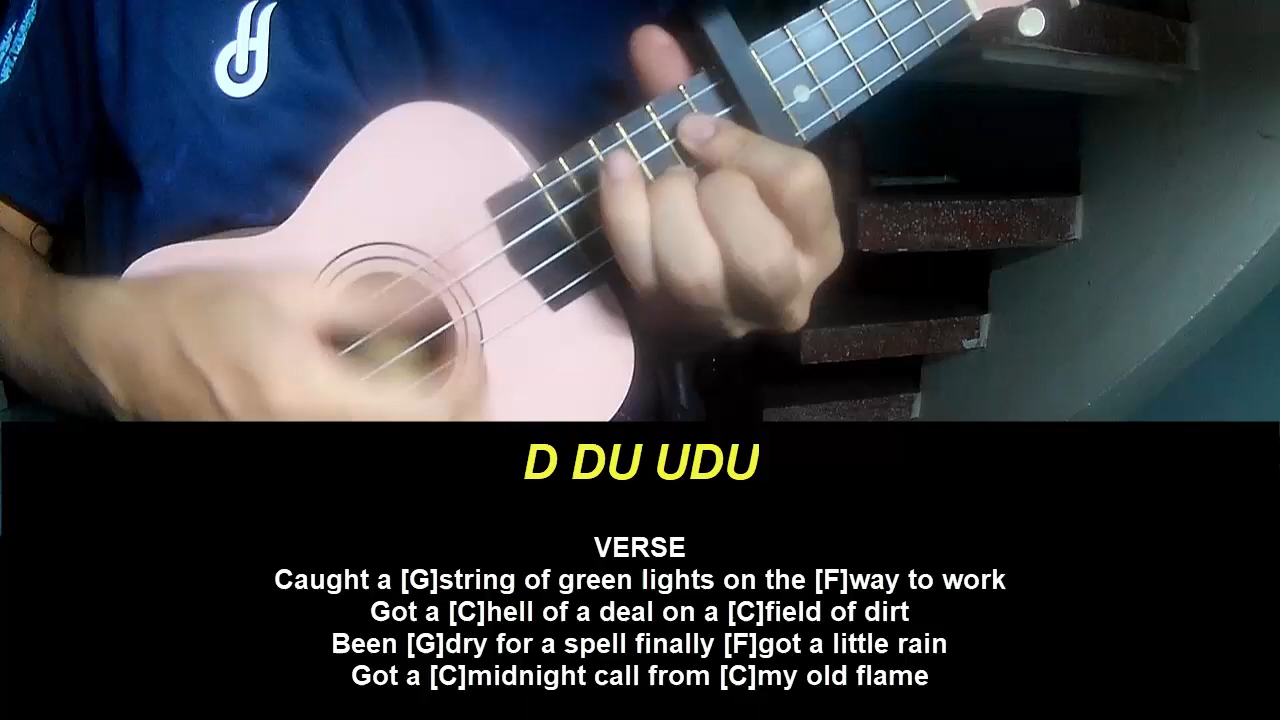 D DU UDU
VERSE
Caught a [G]string of green lights on the [F]way to work
Got a [C]hell of a deal on a [C]field of dirt
Been [G]dry for a spell finally [F]got a little rain
Got a [C]midnight call from [C]my old flame